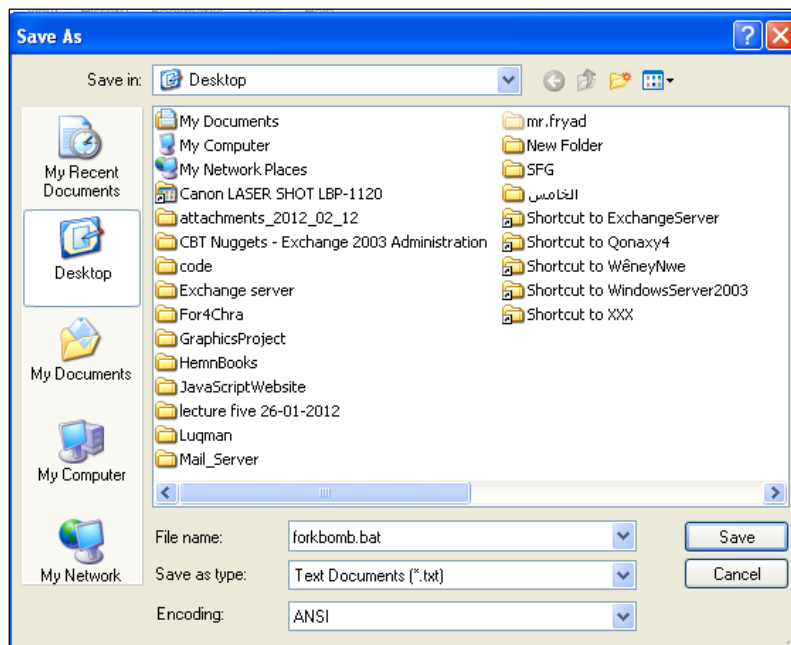 Save As
Save in:
Desktop
My Recent
Documents
Desktop
My Documents
My Computer
My Network
My Documents
My Computer
My Network Places
Canon LASER SHOT LBP-1120
attachments_2012_02_12
CBT Nuggets - Exchange 2003 Administration
code
Exchange server
For4Chra
GraphicsProject
HemnBooks
JavaScriptWebsite
lecture five 26-01-2012
Luqman
Mail_Server
mr.fryad
New Folder
SFG
الخامس
Shortcut to ExchangeServer
Shortcut to Qonaxy4
Shortcut to WêneyNwe
Shortcut to WindowsServer2003
Shortcut to XXX
File name:
forkbomb.bat
Save
Save as type:
Text Documents (*.txt)
Cancel
Encoding:
ANSI